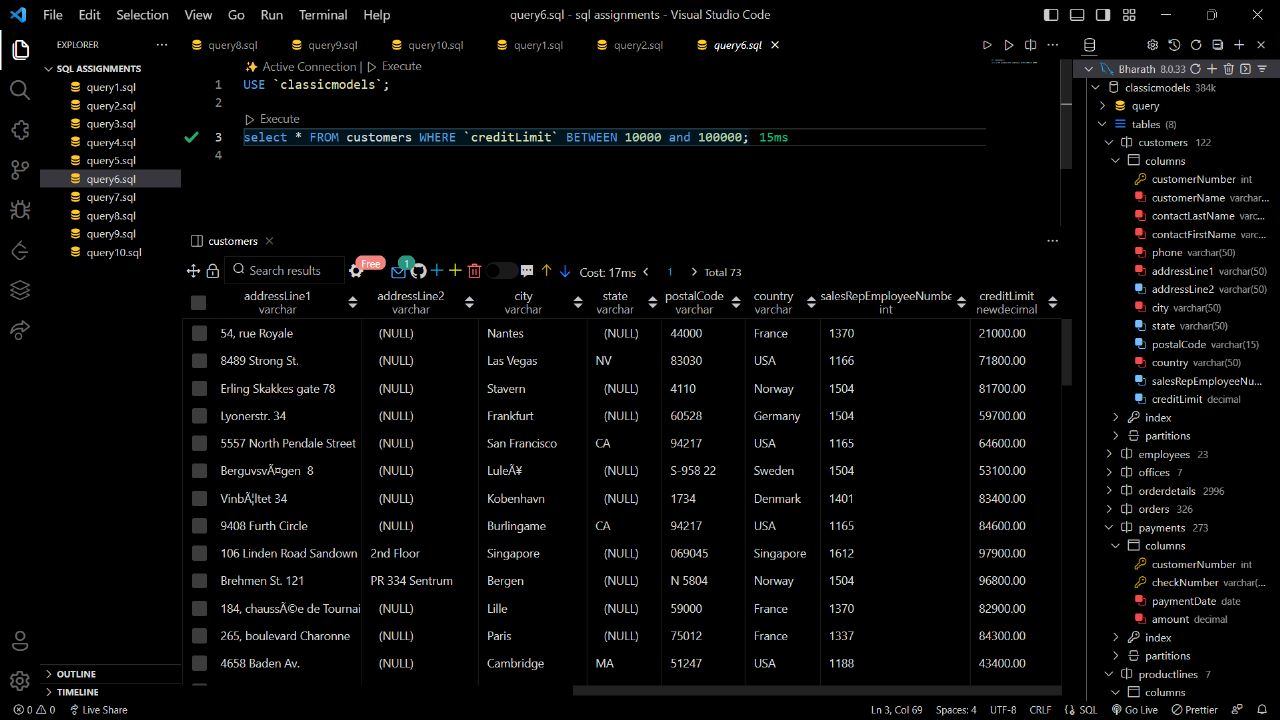 File Edit Selection View Go Run Terminal Help query6.sql - sql assignments - Visual Studio Code
EXPLORER
SQL ASSIGNMENTS
query1.sql
query2.sql
query3.sql
query4.sql
query5.sql
query6.sql
query7.sql
query8.sql
query9.sql
query10.sql
OUTLINE
TIMELINE
query8.sql query9.sql query10.sql query1.sql query2.sql query6.sql
Active Connection | Execute
1 USE `classicmodels`;
2
Execute
3 select * FROM customers WHERE `creditLimit` BETWEEN 10000 and 100000; 15ms
4
customers
Search results Free 1 Cost: 17ms 1 Total 73
addressLine1 addressLine2 city state postalCode country salesRepEmployeeNumbe creditLimit
varchar varchar varchar varchar varchar varchar int newdecimal
54, rue Royale (NULL) Nantes (NULL) 44000 France 1370 21000.00
8489 Strong St. (NULL) Las Vegas NV 83030 USA 1166 71800.00
Erling Skakkes gate 78 (NULL) Stavern (NULL) 4110 Norway 1504 81700.00
Lyonerstr. 34 (NULL) Frankfurt (NULL) 60528 Germany 1504 59700.00
5557 North Pendale Street (NULL) San Francisco CA 94217 USA 1165 64600.00
BerguvsvÃ¤gen 8 (NULL) LuleÃ¥ (NULL) S-958 22 Sweden 1504 53100.00
VinbÃ¦ltet 34 (NULL) Kobenhavn (NULL) 1734 Denmark 1401 83400.00
9408 Furth Circle (NULL) Burlingame CA 94217 USA 1165 84600.00
106 Linden Road Sandown 2nd Floor Singapore (NULL) 069045 Singapore 1612 97900.00
Brehmen St. 121 PR 334 Sentrum Bergen (NULL) N 5804 Norway 1504 96800.00
184, chaussÃ©e de Tournai (NULL) Lille (NULL) 59000 France 1370 82900.00
265, boulevard Charonne (NULL) Paris (NULL) 75012 France 1337 84300.00
4658 Baden Av. (NULL) Cambridge MA 51247 USA 1188 43400.00
Bharath 8.0.33
classicmodels 384k
query
tables (8)
customers 122
columns
customerNumber int
customerName varchar...
contactLastName varc...
contactFirstName varc...
phone varchar(50)
addressLine1 varchar(50)
addressLine2 varchar(50)
city varchar(50)
state varchar(50)
postalCode varchar(15)
country varchar(50)
salesRepEmployeeNu...
creditLimit decimal
index
partitions
employees 23
offices 7
orderdetails 2996
orders 326
payments 273
columns
customerNumber int
checkNumber varchar(...
paymentDate date
amount decimal
index
partitions
productlines 7
columns
0 0 Live Share Ln 3, Col 69 Spaces: 4 UTF-8 CRLF SQL Go Live Prettier